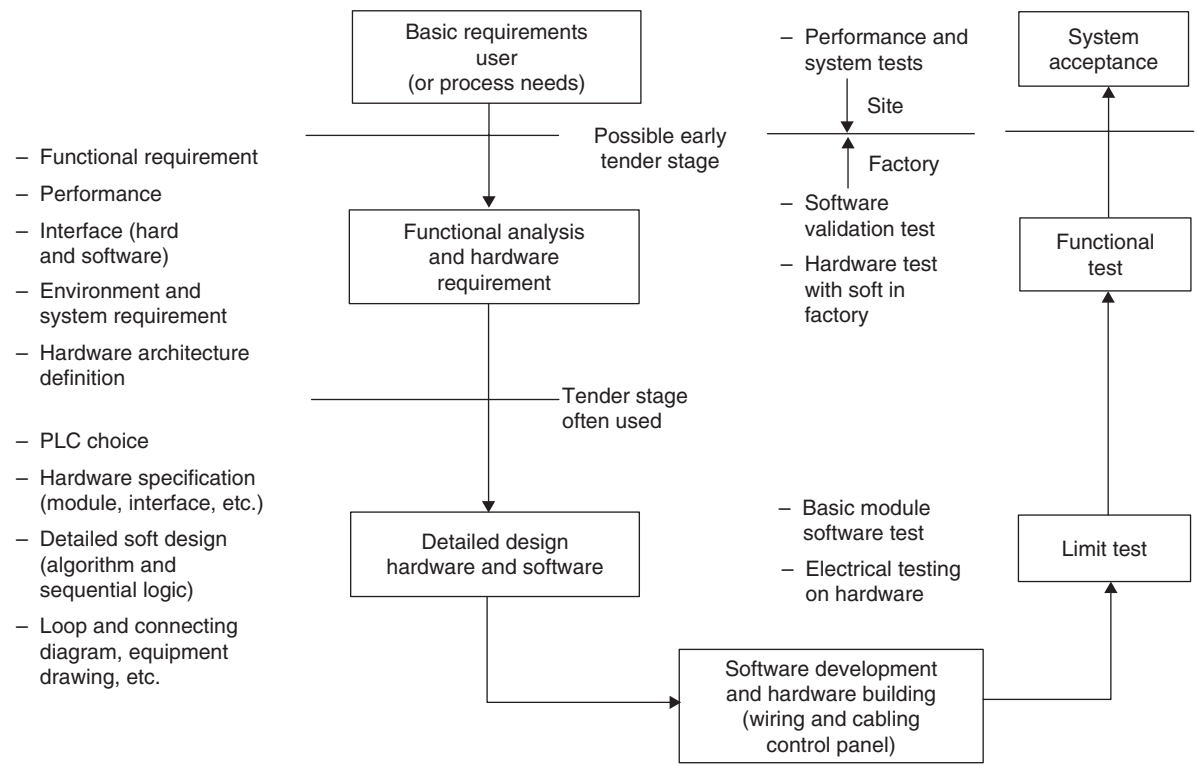 Basic requirements
user
(or process needs)
Possible early
tender stage
– Functional requirement
– Performance
– Interface (hard
and software)
– Environment and
system requirement
– Hardware architecture
definition
Functional analysis
and hardware
requirement
Tender stage
often used
– PLC choice
– Hardware specification
(module, interface, etc.)
– Detailed soft design
(algorithm and
sequential logic)
– Loop and connecting
diagram, equipment
drawing, etc.
Detailed design
hardware and software
Software development
and hardware building
(wiring and cabling
control panel)
– Basic module
software test
– Electrical testing
on hardware
Limit test
– Software
validation test
– Hardware test
with soft in
factory
Functional
test
– Performance and
system tests
Site
Factory
System
acceptance